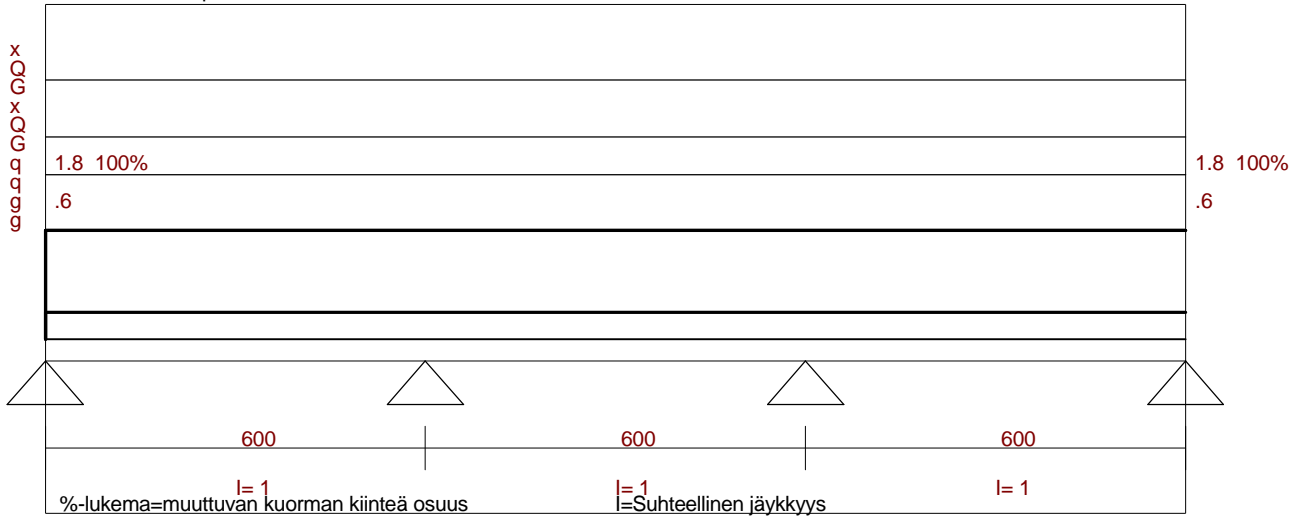 x
Q
G
x
Q
G
q
q
g
g
1.8 100%
1.8 100%
.6
.6
600
600
600
I= 1
I= 1
I= 1
%-lukema=muuttuvan kuorman kiinteä osuus
I=Suhteellinen jäykkyys